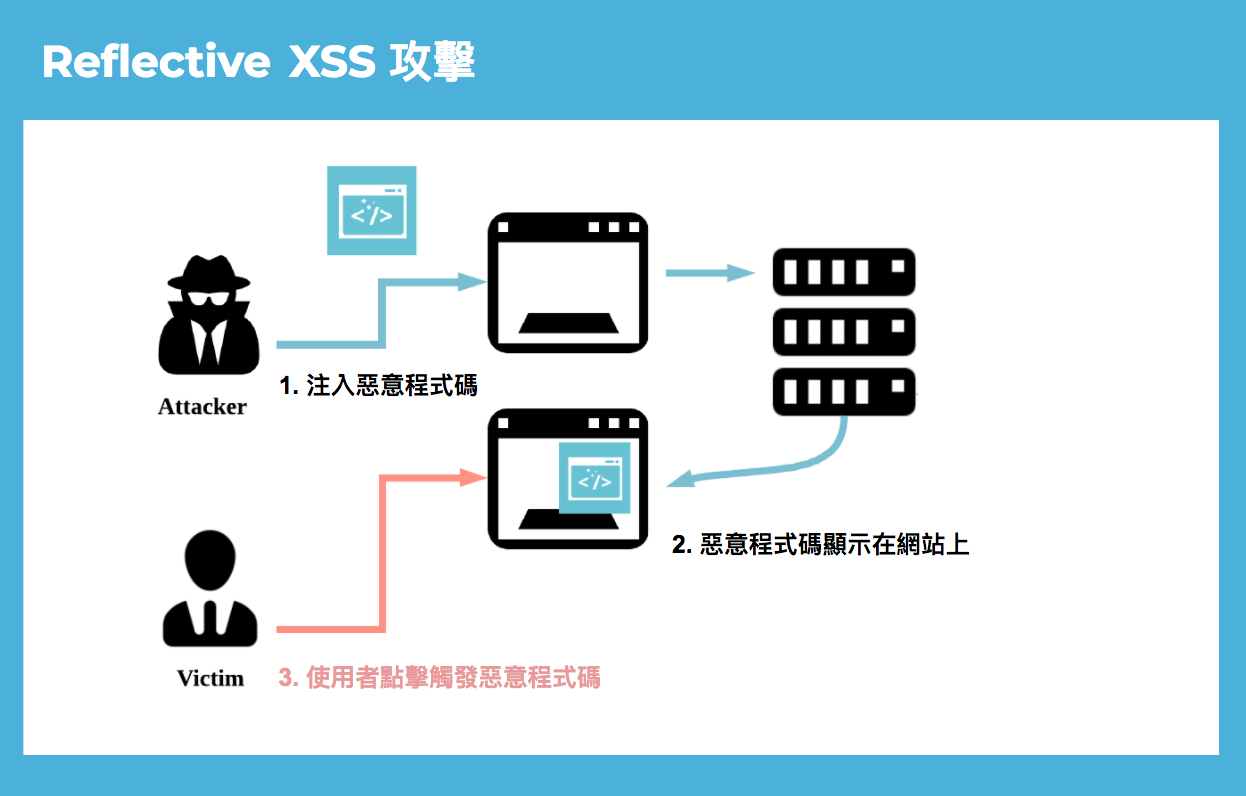 Reflective XSS 攻擊
</>
1. 注入惡意程式碼
Attacker
</>
2. 惡意程式碼顯示在網站上
Victim
3. 使用者點擊觸發惡意程式碼